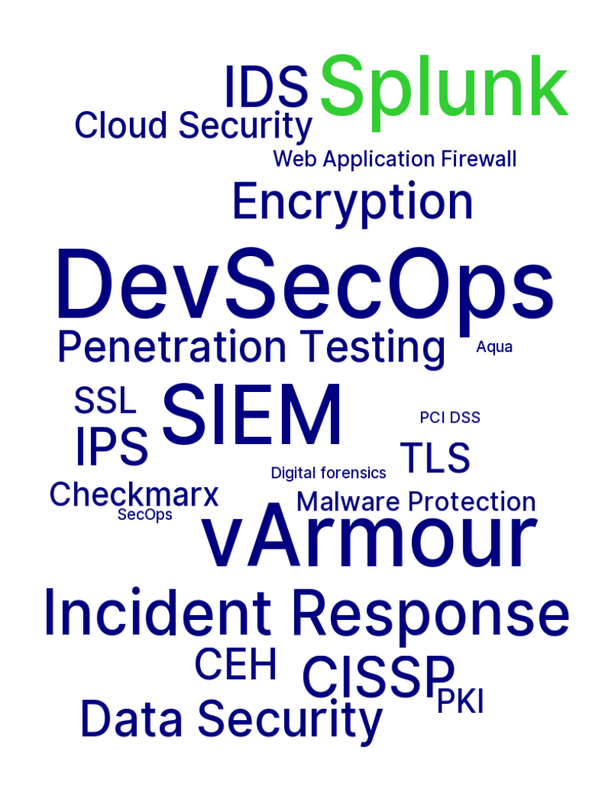 IDS Splunk
Cloud Security
Web Application Firewall
Encryption
DevSecOps
Penetration Testing
Aqua
SSL
SIEM
PCI DSS
IPS
TLS
Digital forensics
Checkmarx
Malware Protection
SecOps
vArmour
Incident Response
CEH
CISSP
PKI
Data Security